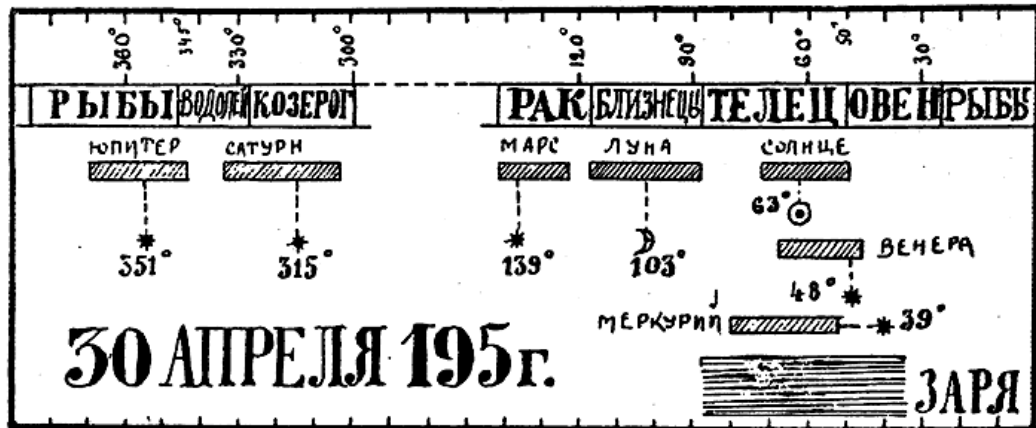 360° 345° 330° 300° 120° 90° 60° 50° 30°
РЫБЫ ВОДОЛЕЙ КОЗЕРОГ РАК БЛИЗНЕЦЫ ТЕЛЕЦ ОВЕН РЫБЫ
ЮПИТЕР САТУРН МАРС ЛУНА СОЛНЦЕ
63°
351° 315° 139° 103° ВЕНЕРА
48°
МЕРКУРИЙ 39°
30 АПРЕЛЯ 195г.
ЗАРЯ